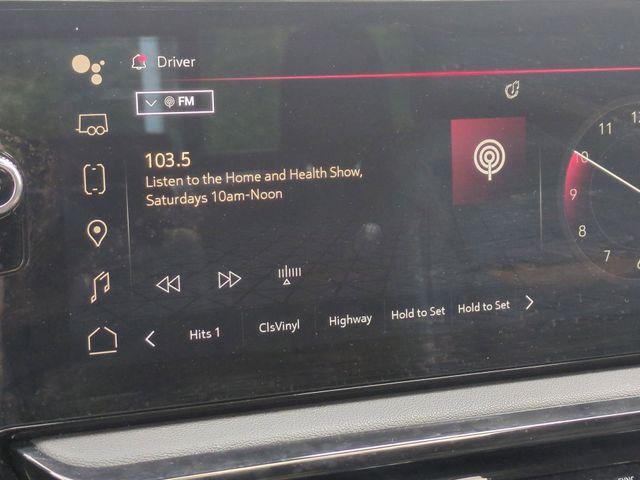 Driver
FM
103.5
Listen to the Home and Health Show,
Saturdays 10am-Noon
Hits 1
ClsVinyl
Highway
Hold to Set
Hold to Set
11
10
9
8
7